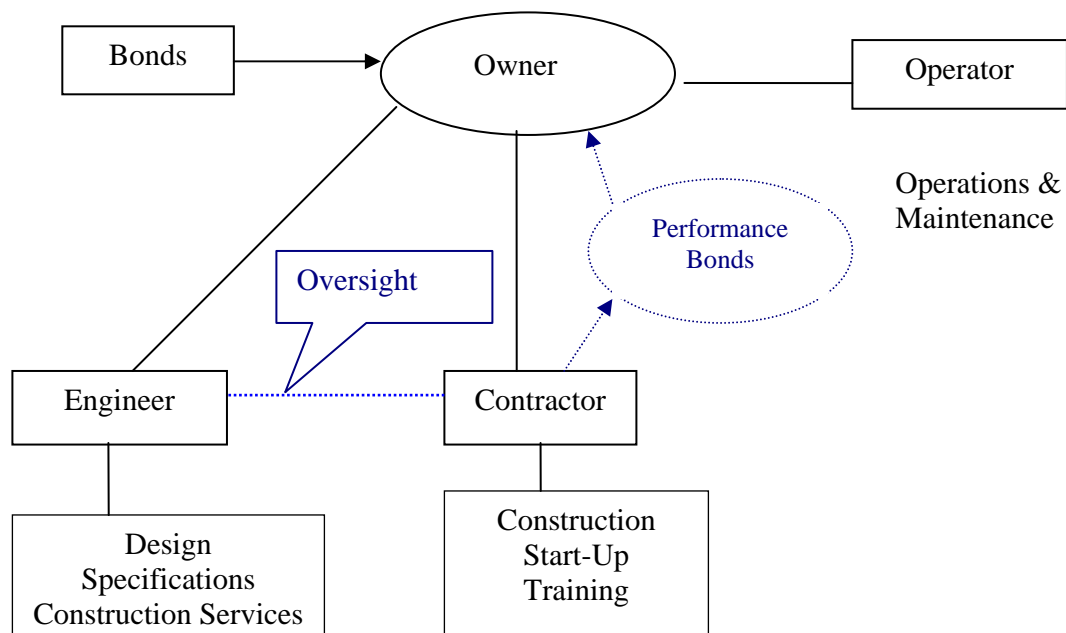 Bonds
Owner
Operator
Operations &
Maintenance
Performance
Bonds
Oversight
Engineer
Contractor
Design
Specifications
Construction Services
Construction
Start-Up
Training